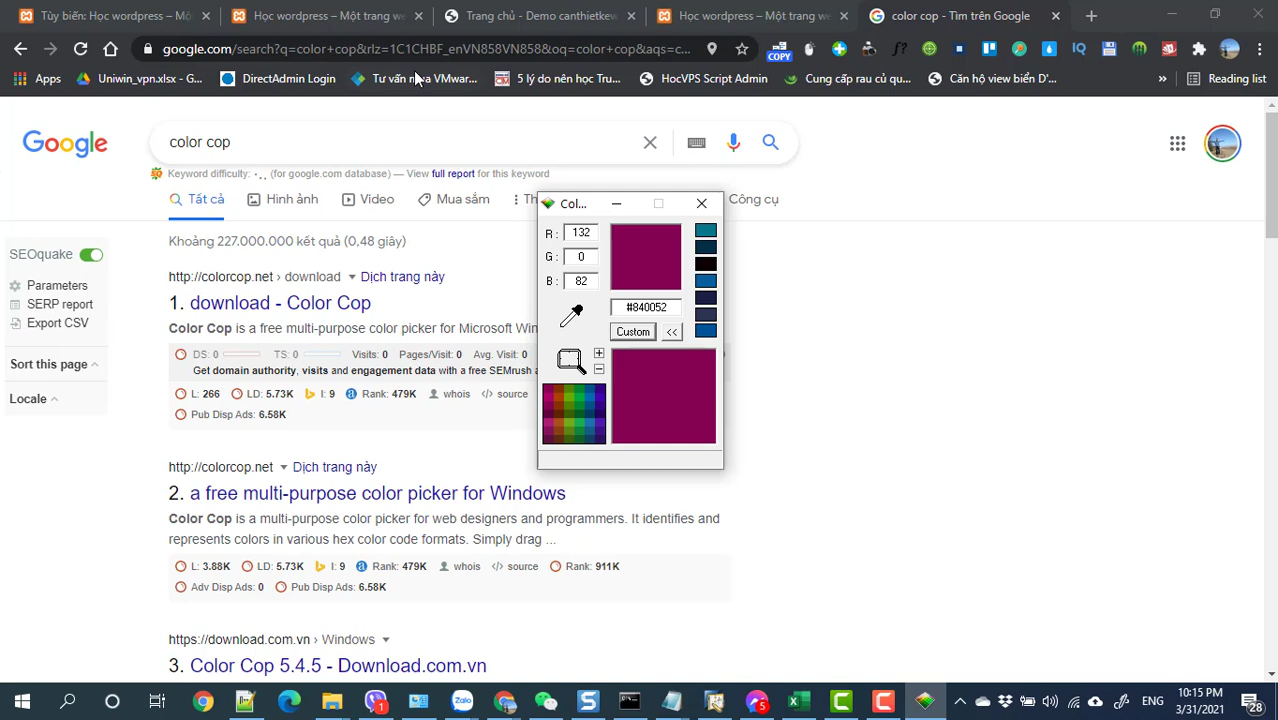 Tùy biến: Học wordpress – Mộ
Học wordpress – Một trang we
Trang chủ - Demo canthietkew
Học wordpress – Một trang we
color cop - Tìm trên Google
google.com/search?q=color+cop&rlz=1C1CHBF_enVN858VN858&oq=color+cop&aqs=c...
COPY
f?
IQ
Apps
Uniwin_vpn.xlsx - G...
DirectAdmin Login
Tư vấn mua VMwar...
5 lý do nên học Tru...
HocVPS Script Admin
Cung cấp rau củ qu...
Căn hộ view biển D'...
»
Reading list
Google
color cop
Keyword difficulty: (for google.com database) — View full report for this keyword
Tất cả
Hình ảnh
Video
Mua sắm
Công cụ
Khoảng 227.000.000 kết quả (0,48 giây)
SEOquake
Parameters
SERP report
Export CSV
Sort this page
Locale
http://colorcop.net › download
Dịch trang này
1. download - Color Cop
Color Cop is a free multi-purpose color picker for Microsoft Win
DS: 0
TS: 0
Visits: 0
Pages/Visit: 0
Avg. Visit: 0
Get domain authority, visits and engagement data with a free SEMrush a
L: 266
LD: 5.73K
I: 9
Rank: 479K
whois
source
Pub Disp Ads: 6.58K
http://colorcop.net
Dịch trang này
2. a free multi-purpose color picker for Windows
Color Cop is a multi-purpose color picker for web designers and programmers. It identifies and
represents colors in various hex color code formats. Simply drag ...
L: 3.88K
LD: 5.73K
I: 9
Rank: 479K
whois
source
Rank: 911K
Adv Disp Ads: 0
Pub Disp Ads: 6.58K
https://download.com.vn › Windows
3. Color Cop 5.4.5 - Download.com.vn
Col...
R: 132
G: 0
B: 82
#840052
Custom
<<
ENG
10:15 PM
3/31/2021
28
1
5